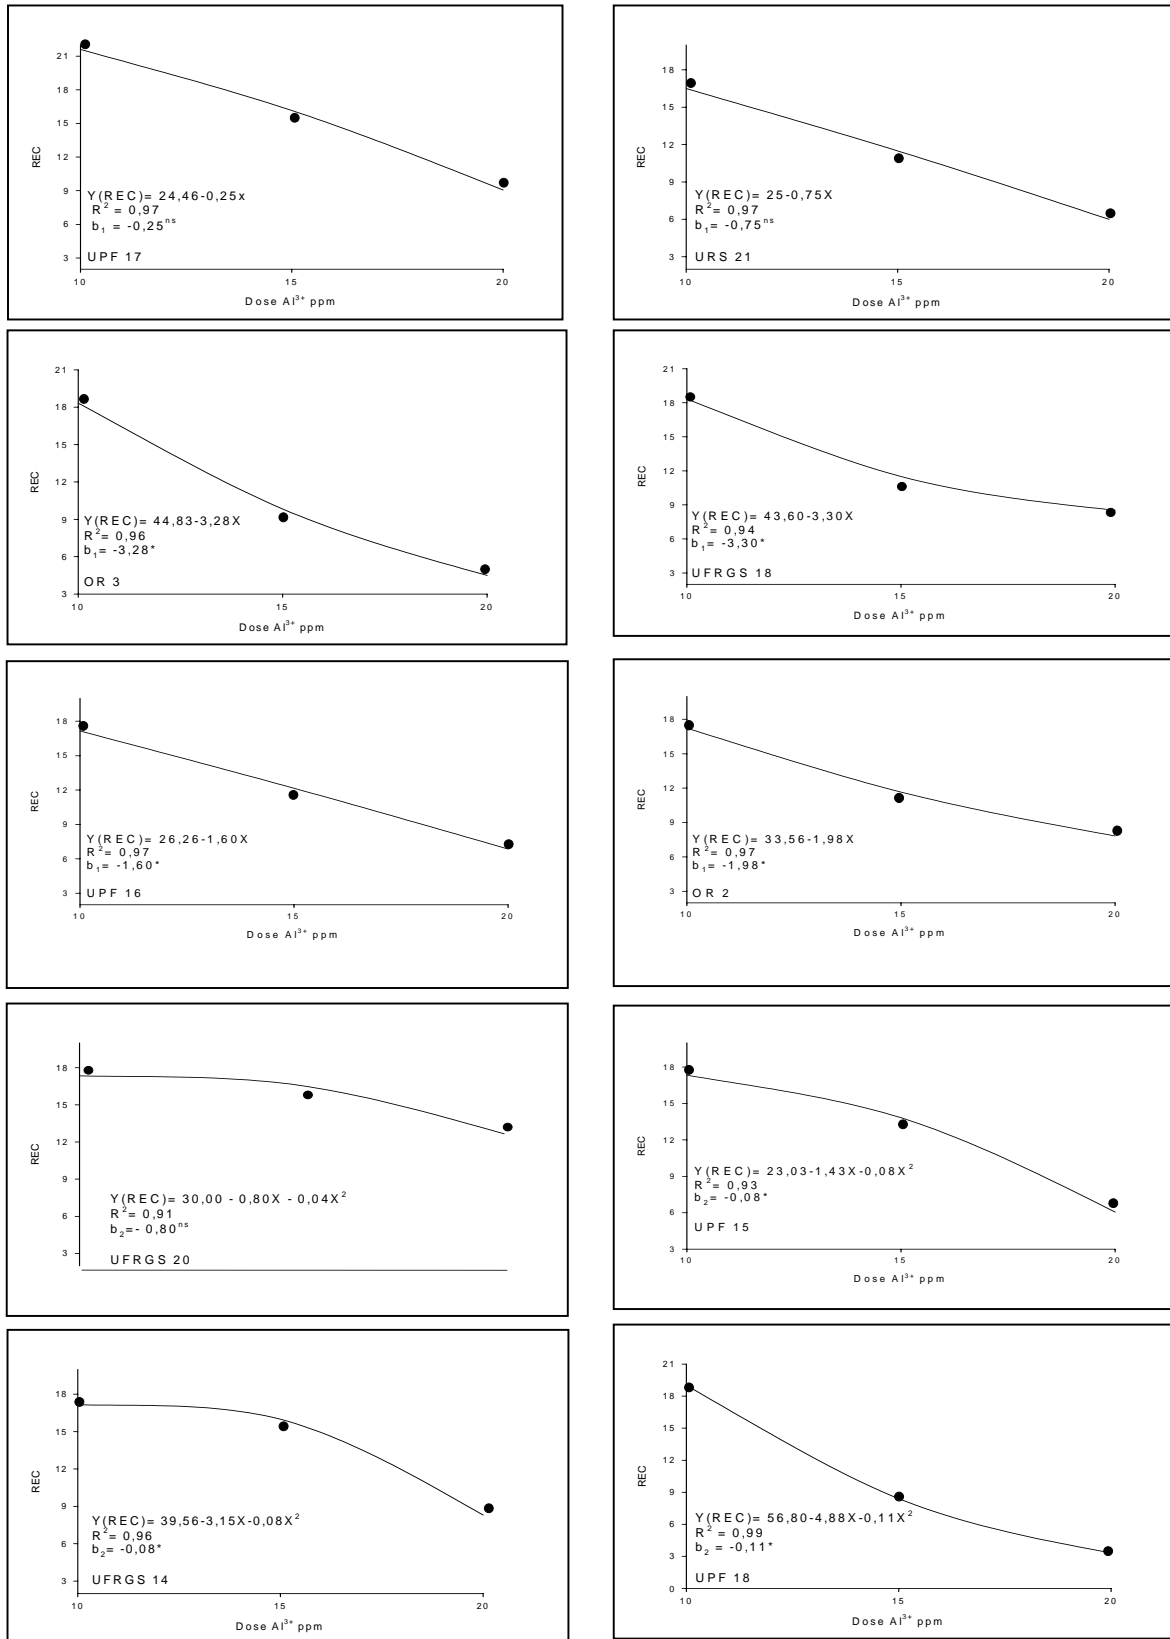 21
18
15
12
9
6
3
REC
Y(REC)= 24,46-0,25x
R² = 0,97
b₁ = -0,25ⁿˢ
UPF 17
10 15 20
Dose Al³⁺ ppm
18
15
12
9
6
3
REC
Y(REC)= 25-0,75X
R² = 0,97
b₁= -0,75ⁿˢ
URS 21
10 15 20
Dose Al³⁺ ppm
21
18
15
12
9
6
3
REC
Y(REC)= 44,83-3,28X
R²= 0,96
b₁= -3,28*
OR 3
10 15 20
Dose Al³⁺ ppm
21
18
15
12
9
6
3
REC
Y(REC)= 43,60-3,30X
R²= 0,94
b₁= -3,30*
UFRGS 18
10 15 20
Dose Al³⁺ ppm
18
15
12
9
6
3
REC
Y(REC)= 26,26-1,60X
R²= 0,97
b₁= -1,60*
UPF 16
10 15 20
Dose Al³⁺ ppm
18
15
12
9
6
3
REC
Y(REC)= 33,56-1,98X
R²= 0,97
b₁= -1,98*
OR 2
10 15 20
Dose Al³⁺ ppm
18
15
12
9
6
3
REC
Y(REC)= 30,00 - 0,80X - 0,04X²
R²= 0,91
b₂=- 0,80ⁿˢ
UFRGS 20
18
15
12
9
6
3
REC
Y(REC)= 23,03-1,43X-0,08X²
R²= 0,93
b₂= -0,08*
UPF 15
10 15 20
Dose Al³⁺ ppm
18
15
12
9
6
3
REC
Y(REC)= 39,56-3,15X-0,08X²
R²= 0,96
b₂= -0,08*
UFRGS 14
10 15 20
Dose Al³⁺ ppm
21
18
15
12
9
6
3
0
REC
Y(REC)= 56,80-4,88X-0,11X²
R² = 0,99
b₂ = -0,11*
UPF 18
10 15 20
Dose Al³⁺ ppm